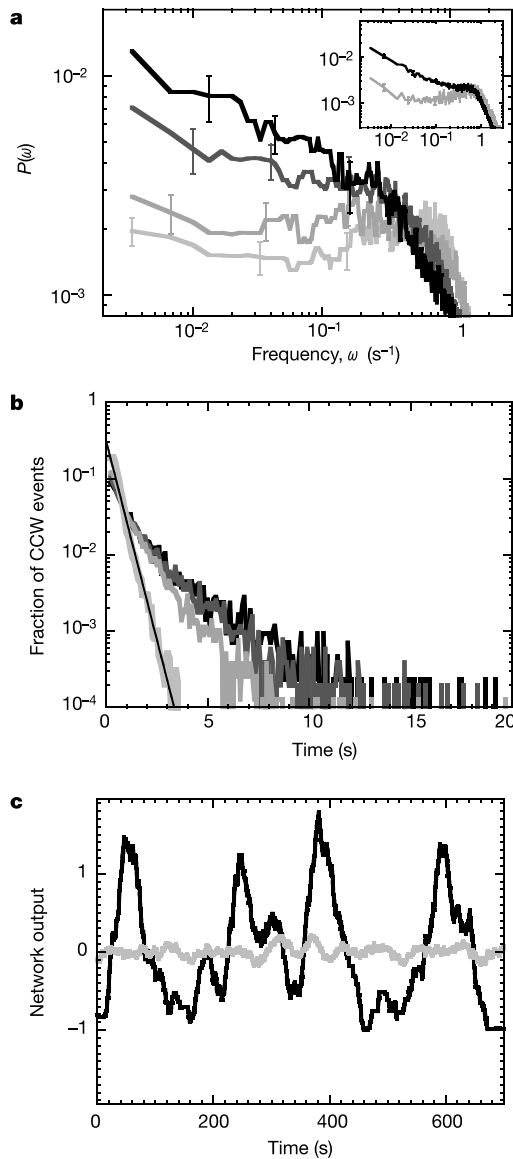 a
10⁻²
10⁻³
P(ω)
10⁻² 10⁻¹ 1
Frequency, ω (s⁻¹)
10⁻²
10⁻³
10⁻² 10⁻¹ 1
b
1
10⁻¹
10⁻²
10⁻³
10⁻⁴
Fraction of CCW events
0 5 10 15 20
Time (s)
c
1
0
−1
Network output
0 200 400 600
Time (s)